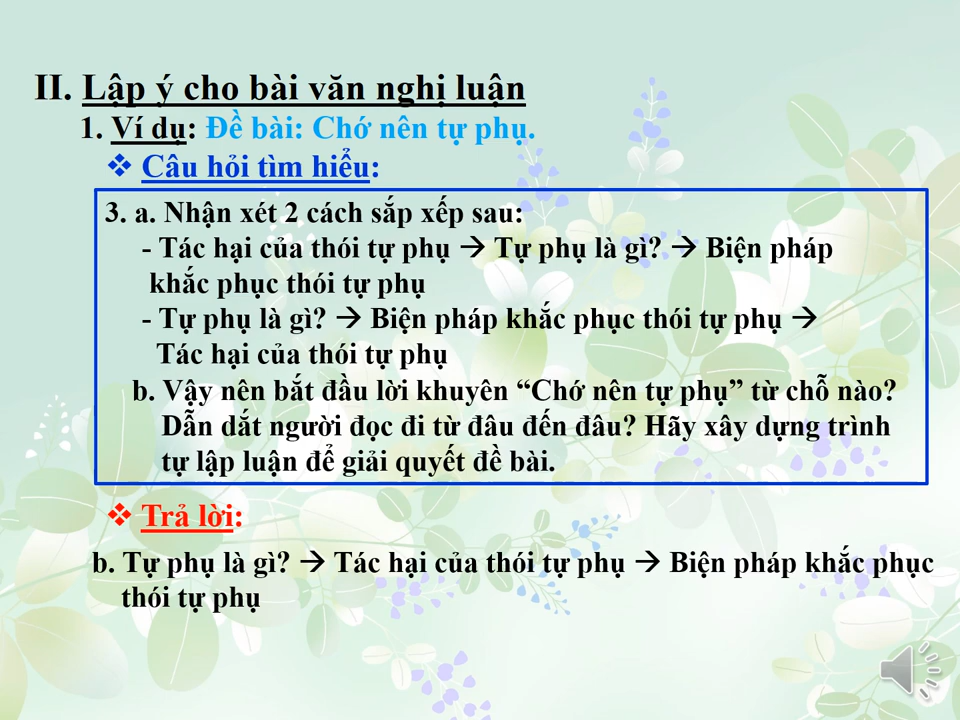 II. Lập ý cho bài văn nghị luận
1. Ví dụ: Đề bài: Chớ nên tự phụ.
❖ Câu hỏi tìm hiểu:
3. a. Nhận xét 2 cách sắp xếp sau:
- Tác hại của thói tự phụ → Tự phụ là gì? → Biện pháp
khắc phục thói tự phụ
- Tự phụ là gì? → Biện pháp khắc phục thói tự phụ →
Tác hại của thói tự phụ
b. Vậy nên bắt đầu lời khuyên “Chớ nên tự phụ” từ chỗ nào?
Dẫn dắt người đọc đi từ đâu đến đâu? Hãy xây dựng trình
tự lập luận để giải quyết đề bài.
❖ Trả lời:
b. Tự phụ là gì? → Tác hại của thói tự phụ → Biện pháp khắc phục
thói tự phụ